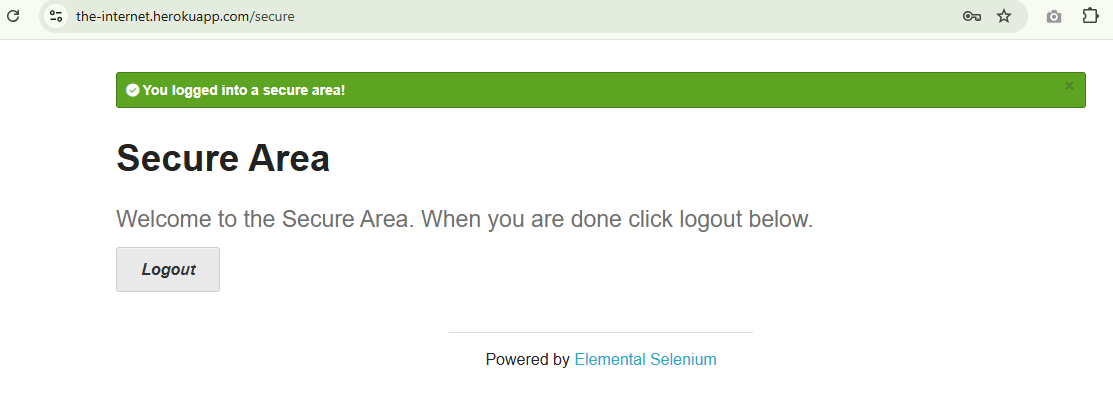 the-internet.herokuapp.com/secure
You logged into a secure area!
×
Secure Area
Welcome to the Secure Area. When you are done click logout below.
Logout
Powered by Elemental Selenium